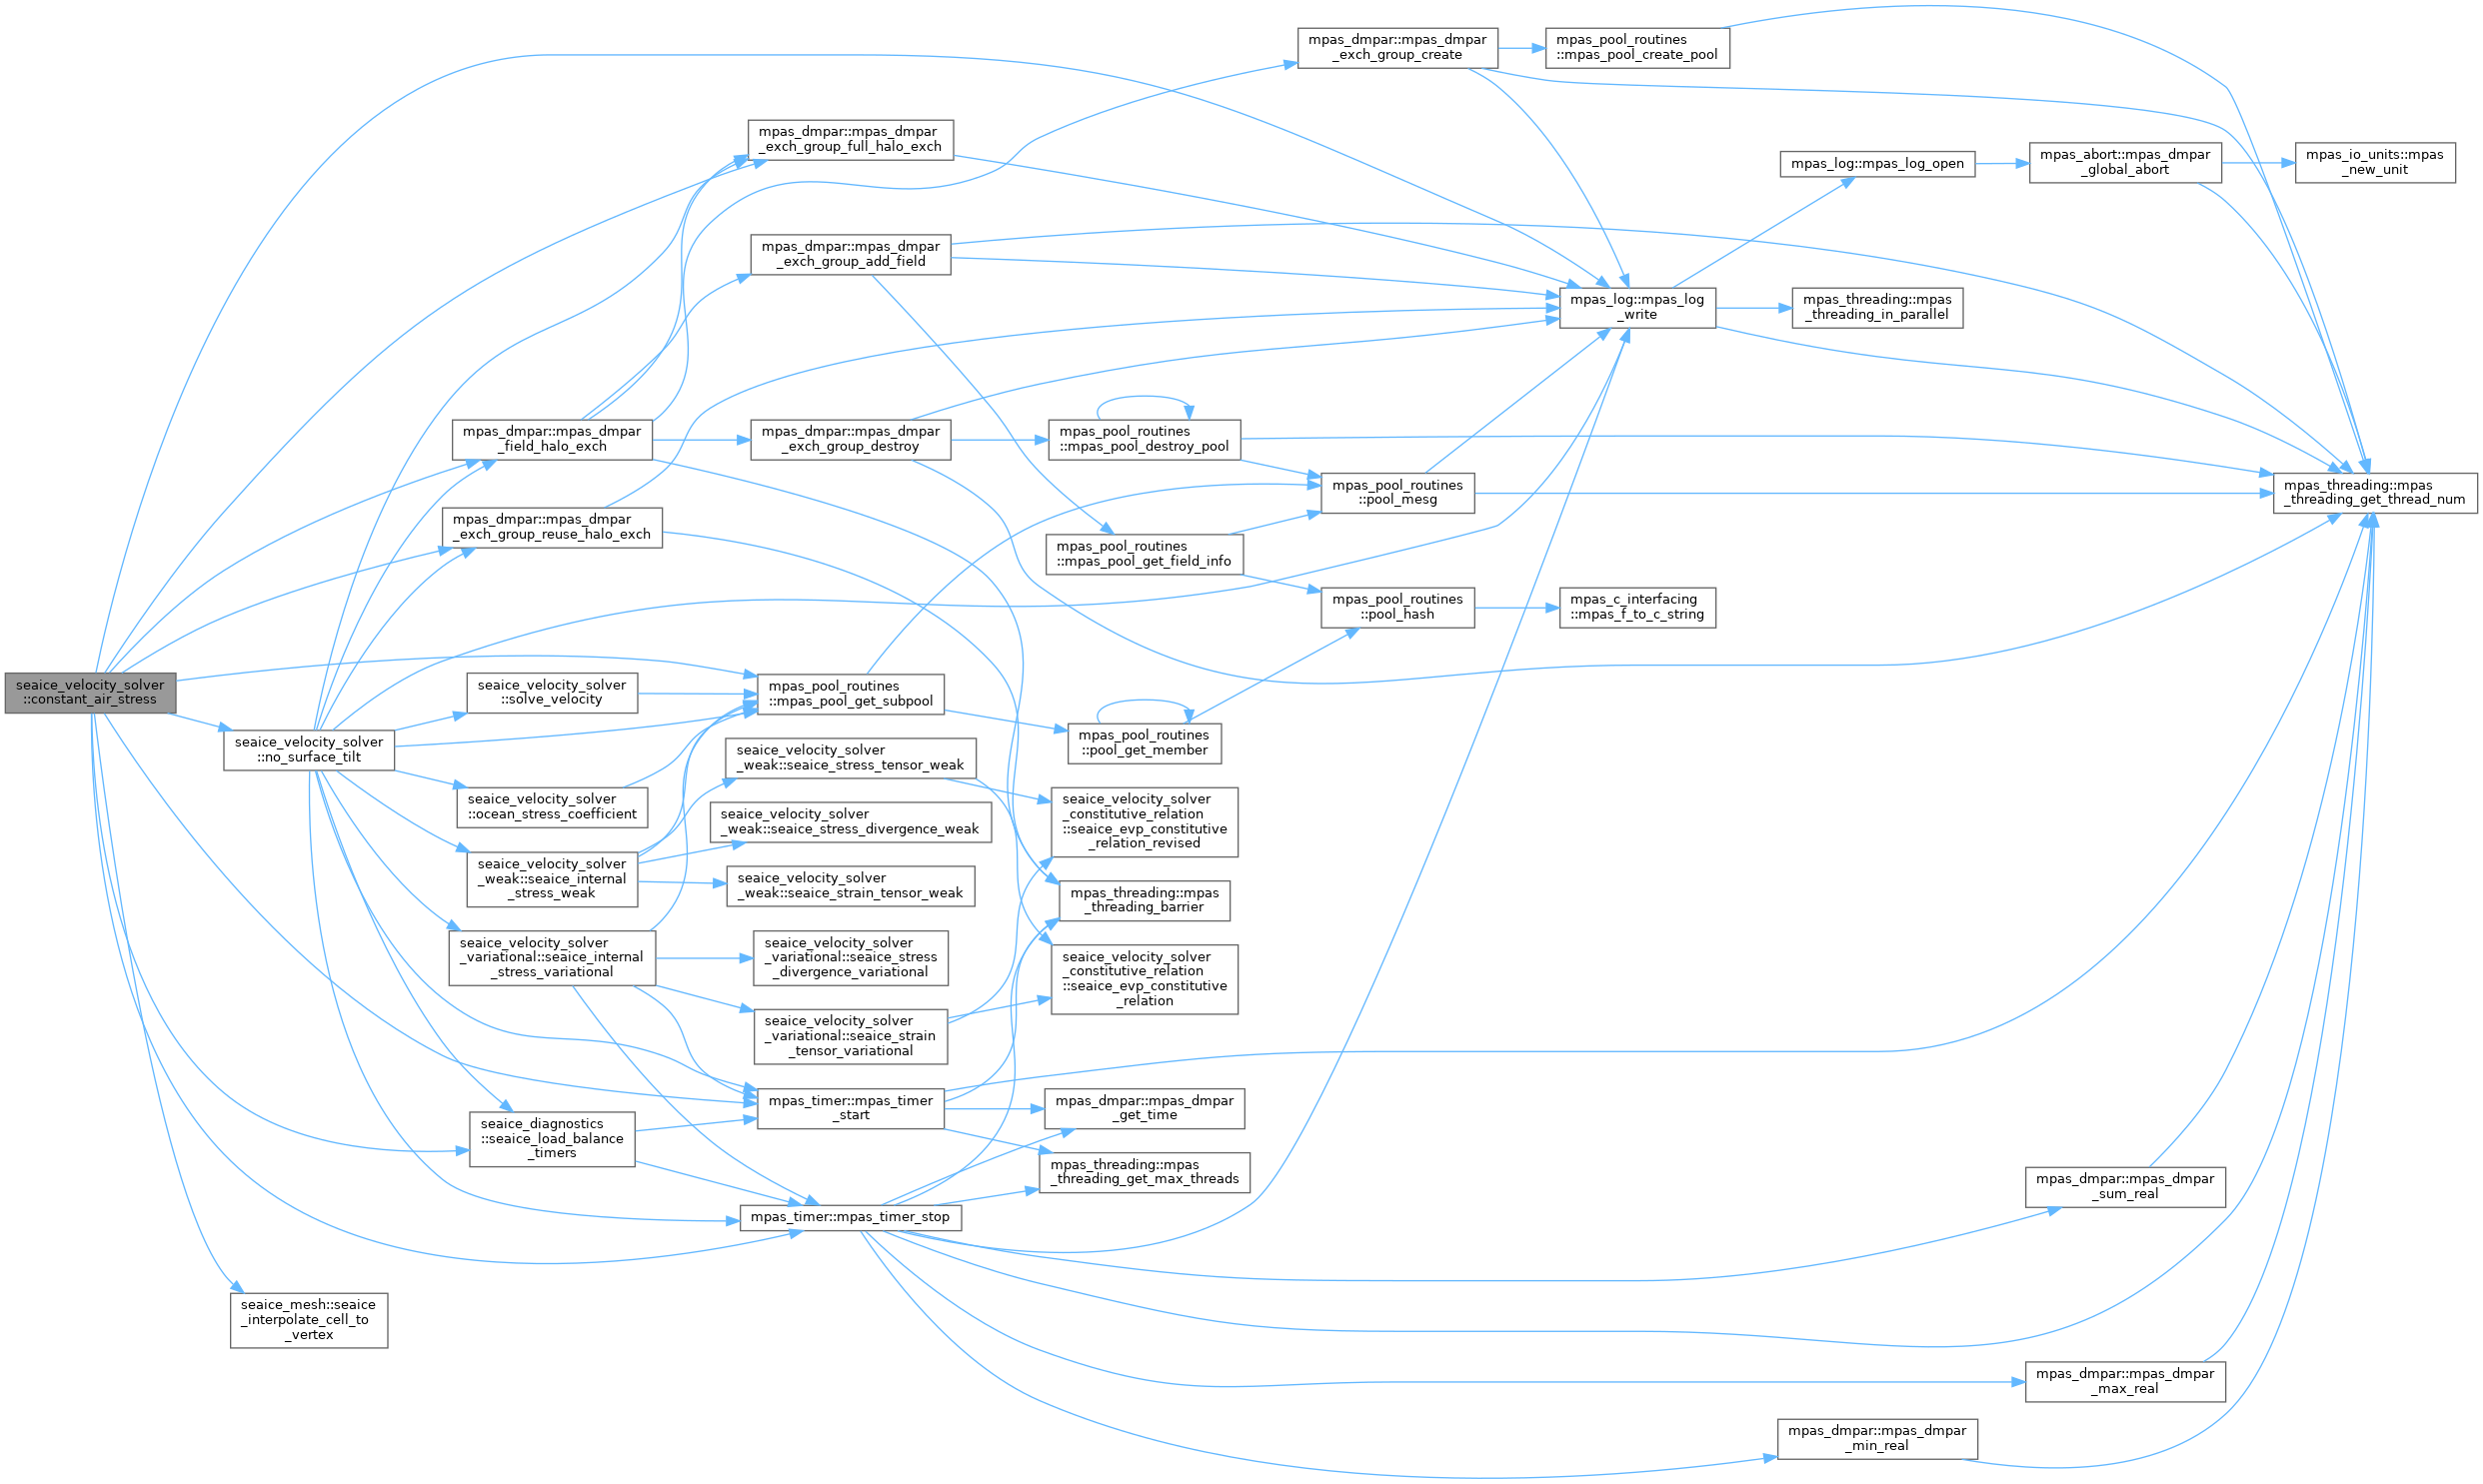 seaice_velocity_solver
::constant_air_stress
seaice_velocity_solver
::no_surface_tilt
seaice_mesh::seaice
_interpolate_cell_to
_vertex
mpas_dmpar::mpas_dmpar
_field_halo_exch
mpas_dmpar::mpas_dmpar
_exch_group_reuse_halo_exch
seaice_velocity_solver
::solve_velocity
seaice_velocity_solver
::ocean_stress_coefficient
seaice_velocity_solver
_weak::seaice_internal
_stress_weak
seaice_velocity_solver
_variational::seaice_internal
_stress_variational
seaice_diagnostics
::seaice_load_balance
_timers
mpas_dmpar::mpas_dmpar
_exch_group_full_halo_exch
mpas_dmpar::mpas_dmpar
_exch_group_add_field
mpas_dmpar::mpas_dmpar
_exch_group_destroy
mpas_pool_routines
::mpas_pool_get_subpool
seaice_velocity_solver
_weak::seaice_stress_tensor_weak
seaice_velocity_solver
_weak::seaice_stress_divergence_weak
seaice_velocity_solver
_weak::seaice_strain_tensor_weak
seaice_velocity_solver
_variational::seaice_stress
_divergence_variational
seaice_velocity_solver
_variational::seaice_strain
_tensor_variational
mpas_timer::mpas_timer
_start
mpas_timer::mpas_timer_stop
mpas_pool_routines
::mpas_pool_destroy_pool
mpas_pool_routines
::mpas_pool_get_field_info
mpas_pool_routines
::pool_get_member
seaice_velocity_solver
_constitutive_relation
::seaice_evp_constitutive
_relation_revised
mpas_threading::mpas
_threading_barrier
seaice_velocity_solver
_constitutive_relation
::seaice_evp_constitutive
_relation
mpas_dmpar::mpas_dmpar
_get_time
mpas_threading::mpas
_threading_get_max_threads
mpas_dmpar::mpas_dmpar
_exch_group_create
mpas_pool_routines
::pool_mesg
mpas_pool_routines
::pool_hash
mpas_pool_routines
::mpas_pool_create_pool
mpas_log::mpas_log
_write
mpas_c_interfacing
::mpas_f_to_c_string
mpas_log::mpas_log_open
mpas_threading::mpas
_threading_in_parallel
mpas_dmpar::mpas_dmpar
_min_real
mpas_abort::mpas_dmpar
_global_abort
mpas_dmpar::mpas_dmpar
_sum_real
mpas_dmpar::mpas_dmpar
_max_real
mpas_io_units::mpas
_new_unit
mpas_threading::mpas
_threading_get_thread_num